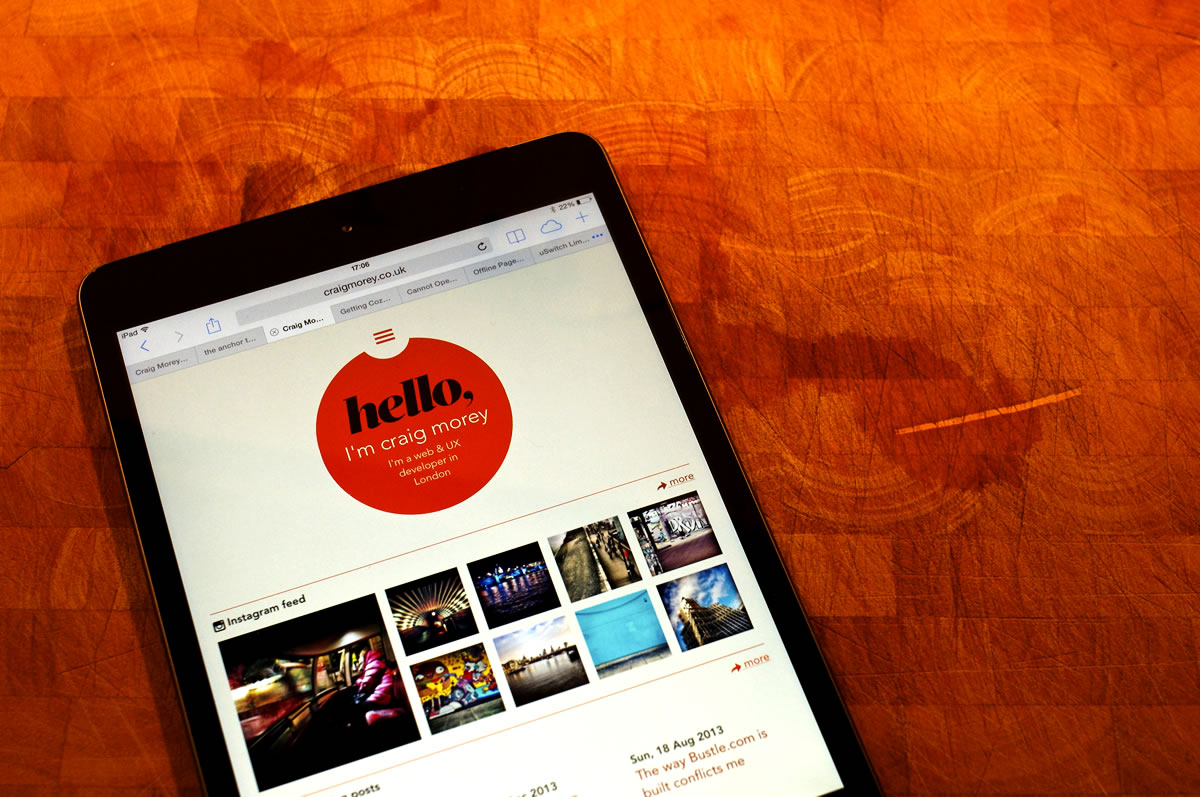 iPad
17:06
22%
craigmorey.co.uk
Craig Morey...
the anchor t...
Craig Mo...
Getting Coz...
Cannot Ope...
Offline Page...
uSwitch Lim...
hello,
I'm craig morey
I'm a web & UX
developer in
London
more
Instagram feed
more
posts
2013
Sun, 18 Aug 2013
The way Bustle.com is
built conflicts me